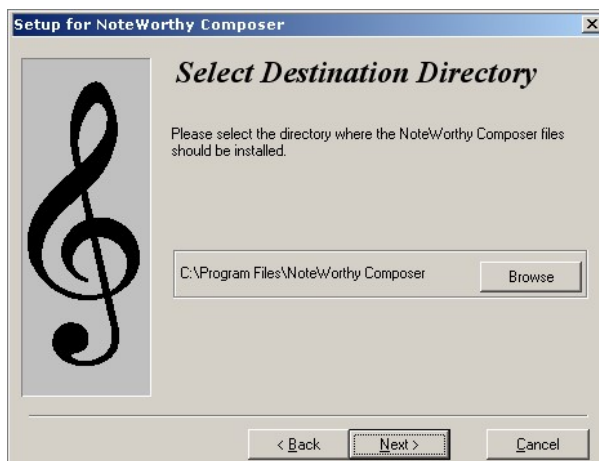 Setup for NoteWorthy Composer
Select Destination Directory
Please select the directory where the NoteWorthy Composer files
should be installed.
C:\Program Files\NoteWorthy Composer
Browse
< Back
Next >
Cancel